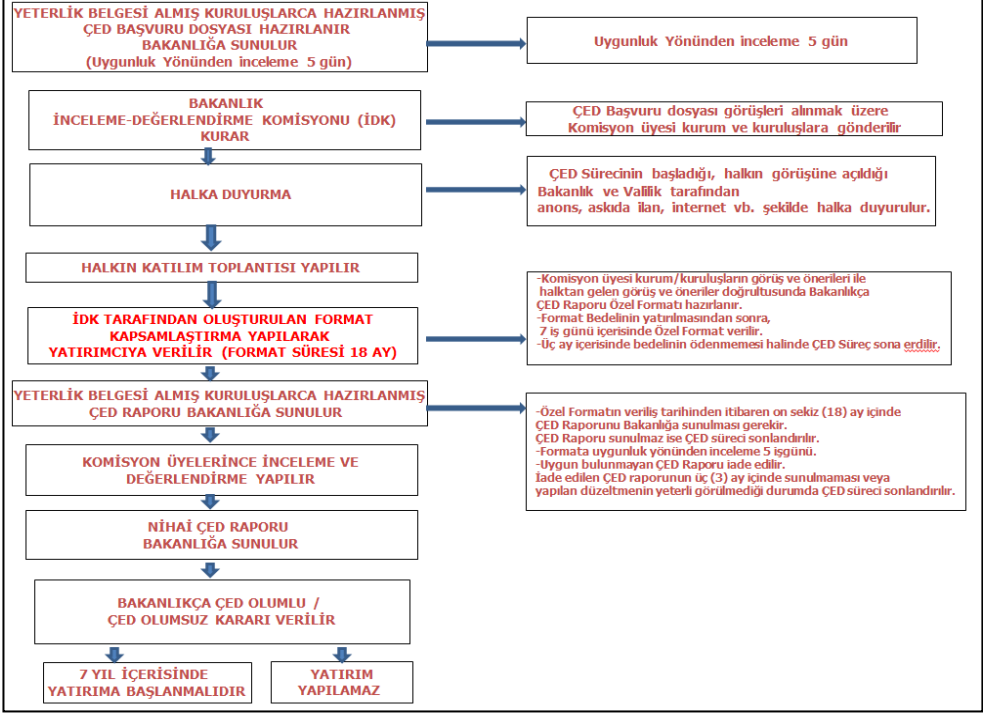 YETERLİK BELGESİ ALMIŞ KURULUŞLARCA HAZIRLANMIŞ
ÇED BAŞVURU DOSYASI HAZIRLANIR
BAKANLIĞA SUNULUR
(Uygunluk Yönünden inceleme 5 gün)
Uygunluk Yönünden inceleme 5 gün
BAKANLIK
İNCELEME-DEĞERLENDİRME KOMİSYONU (İDK)
KURAR
ÇED Başvuru dosyası görüşleri alınmak üzere
Komisyon üyesi kurum ve kuruluşlara gönderilir
HALKA DUYURMA
ÇED Sürecinin başladığı, halkın görüşüne açıldığı
Bakanlık ve Valilik tarafından
anons, askıda ilan, internet vb. şekilde halka duyurulur.
HALKIN KATILIM TOPLANTISI YAPILIR
İDK TARAFINDAN OLUŞTURULAN FORMAT
KAPSAMLAŞTIRMA YAPILARAK
YATIRIMCIYA VERİLİR (FORMAT SÜRESİ 18 AY)
-Komisyon üyesi kurum/kuruluşların görüş ve önerileri ile
halktan gelen görüş ve öneriler doğrultusunda Bakanlıkça
ÇED Raporu Özel Formatı hazırlanır.
-Format Bedelinin yatırılmasından sonra,
7 iş günü içerisinde Özel Format verilir.
-Üç ay içerisinde bedelinin ödenmemesi halinde ÇED Süreç sona erdilir.
YETERLİK BELGESİ ALMIŞ KURULUŞLARCA HAZIRLANMIŞ
ÇED RAPORU BAKANLIĞA SUNULUR
-Özel Formatın veriliş tarihinden itibaren on sekiz (18) ay içinde
ÇED Raporunu Bakanlığa sunulması gerekir.
ÇED Raporu sunulmaz ise ÇED süreci sonlandırılır.
-Formata uygunluk yönünden inceleme 5 işgünü.
-Uygun bulunmayan ÇED Raporu iade edilir.
İade edilen ÇED raporunun üç (3) ay içinde sunulmaması veya
yapılan düzeltmenin yeterli görülmediği durumda ÇED süreci sonlandırılır.
KOMİSYON ÜYELERİNCE İNCELEME VE
DEĞERLENDİRME YAPILIR
NİHAİ ÇED RAPORU
BAKANLIĞA SUNULUR
BAKANLIKÇA ÇED OLUMLU /
ÇED OLUMSUZ KARARI VERİLİR
7 YIL İÇERİSİNDE
YATIRIMA BAŞLANMALIDIR
YATIRIM
YAPILAMAZ